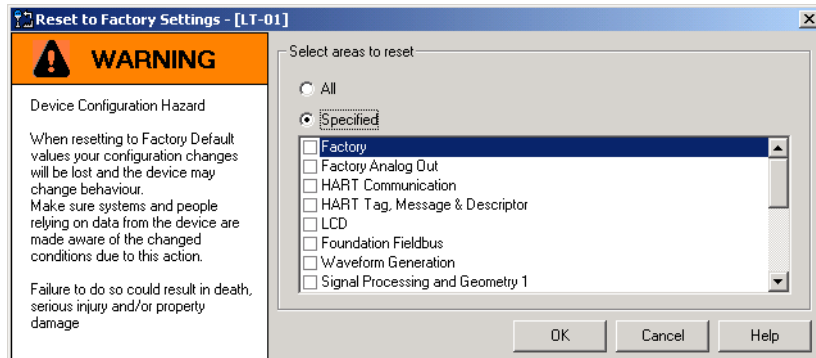 Reset to Factory Settings - [LT-01]
WARNING
Device Configuration Hazard
When resetting to Factory Default
values your configuration changes
will be lost and the device may
change behaviour.
Make sure systems and people
relying on data from the device are
made aware of the changed
conditions due to this action.
Failure to do so could result in death,
serious injury and/or property
damage
Select areas to reset
All
Specified
Factory
Factory Analog Out
HART Communication
HART Tag, Message & Descriptor
LCD
Foundation Fieldbus
Waveform Generation
Signal Processing and Geometry 1
OK Cancel Help